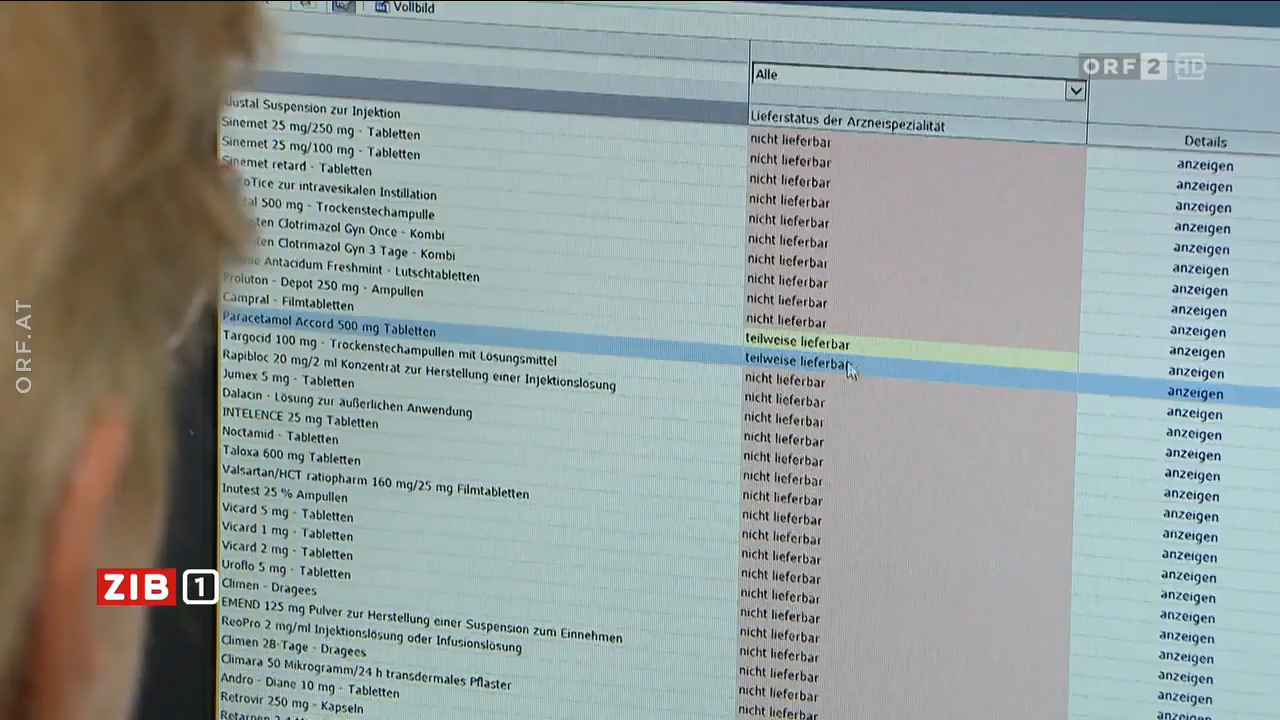 Vollbild
ORF 2 HD
Alle
Lieferstatus der Arzneispezialität
Details
Suspension zur Injektion
nicht lieferbar
anzeigen
Sinemet 25 mg/250 mg - Tabletten
nicht lieferbar
anzeigen
Sinemet 25 mg/100 mg - Tabletten
nicht lieferbar
anzeigen
Sinemet retard - Tabletten
nicht lieferbar
anzeigen
zur intravesikalen Instillation
nicht lieferbar
anzeigen
500 mg - Trockenstechampulle
nicht lieferbar
anzeigen
Clotrimazol Gyn Once - Kombi
nicht lieferbar
anzeigen
Clotrimazol Gyn 3 Tage - Kombi
nicht lieferbar
anzeigen
Antacidum Freshmint - Lutschtabletten
nicht lieferbar
anzeigen
Proluton - Depot 250 mg - Ampullen
nicht lieferbar
anzeigen
Campral - Filmtabletten
teilweise lieferbar
anzeigen
Paracetamol Accord 500 mg Tabletten
teilweise lieferbar
anzeigen
Targocid 100 mg - Trockenstechampullen mit Lösungsmittel
nicht lieferbar
anzeigen
Rapibloc 20 mg/2 ml Konzentrat zur Herstellung einer Injektionslösung
nicht lieferbar
anzeigen
Jumex 5 mg - Tabletten
nicht lieferbar
anzeigen
Dalacin - Lösung zur äußerlichen Anwendung
nicht lieferbar
anzeigen
INTELENCE 25 mg Tabletten
nicht lieferbar
anzeigen
Noctamid - Tabletten
nicht lieferbar
anzeigen
Taloxa 600 mg Tabletten
nicht lieferbar
anzeigen
Valsartan/HCT ratiopharm 160 mg/25 mg Filmtabletten
nicht lieferbar
anzeigen
Inutest 25 % Ampullen
nicht lieferbar
anzeigen
Vicard 5 mg - Tabletten
nicht lieferbar
anzeigen
Vicard 1 mg - Tabletten
nicht lieferbar
anzeigen
Vicard 2 mg - Tabletten
nicht lieferbar
anzeigen
Uroflo 5 mg - Tabletten
nicht lieferbar
anzeigen
Climen - Dragees
nicht lieferbar
anzeigen
EMEND 125 mg Pulver zur Herstellung einer Suspension zum Einnehmen
nicht lieferbar
anzeigen
ReoPro 2 mg/ml Injektionslösung oder Infusionslösung
nicht lieferbar
anzeigen
Climen 28-Tage - Dragees
nicht lieferbar
Climara 50 Mikrogramm/24 h transdermales Pflaster
nicht lieferbar
Andro - Diane 10 mg - Tabletten
Retrovir 250 mg - Kapseln
ORF.AT
ZIB 1